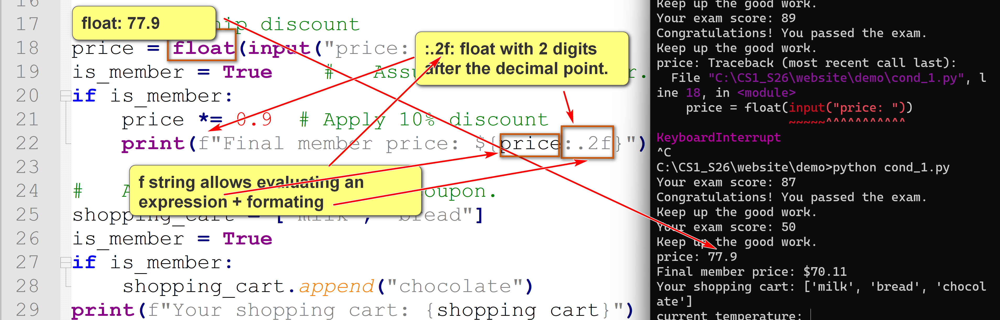 16
float: 77.9
17 hip discount
18 price = float(input("price:
:.2f: float with 2 digits
after the decimal point.
19 is_member = True # Assu r.
20 if is_member:
21 price *= 0.9 # Apply 10% discount
22 print(f"Final member price: ${price:.2f}")
23
f string allows evaluating an
expression + formating
24 # A oupon.
25 shopping_cart = ["milk", "bread"]
26 is_member = True
27 if is_member:
28 shopping_cart.append("chocolate")
29 print(f"Your shopping cart: {shopping_cart}")
Keep up the good work.
Your exam score: 89
Congratulations! You passed the exam.
Keep up the good work.
price: Traceback (most recent call last):
File "C:\CS1_S26\website\demo\cond_1.py", l
ine 18, in <module>
price = float(input("price: "))
~~~~~^^^^^^^^^^^
KeyboardInterrupt
^C
C:\CS1_S26\website\demo>python cond_1.py
Your exam score: 87
Congratulations! You passed the exam.
Keep up the good work.
Your exam score: 50
Keep up the good work.
price: 77.9
Final member price: $70.11
Your shopping cart: ['milk', 'bread', 'chocol
ate']
current temperature: